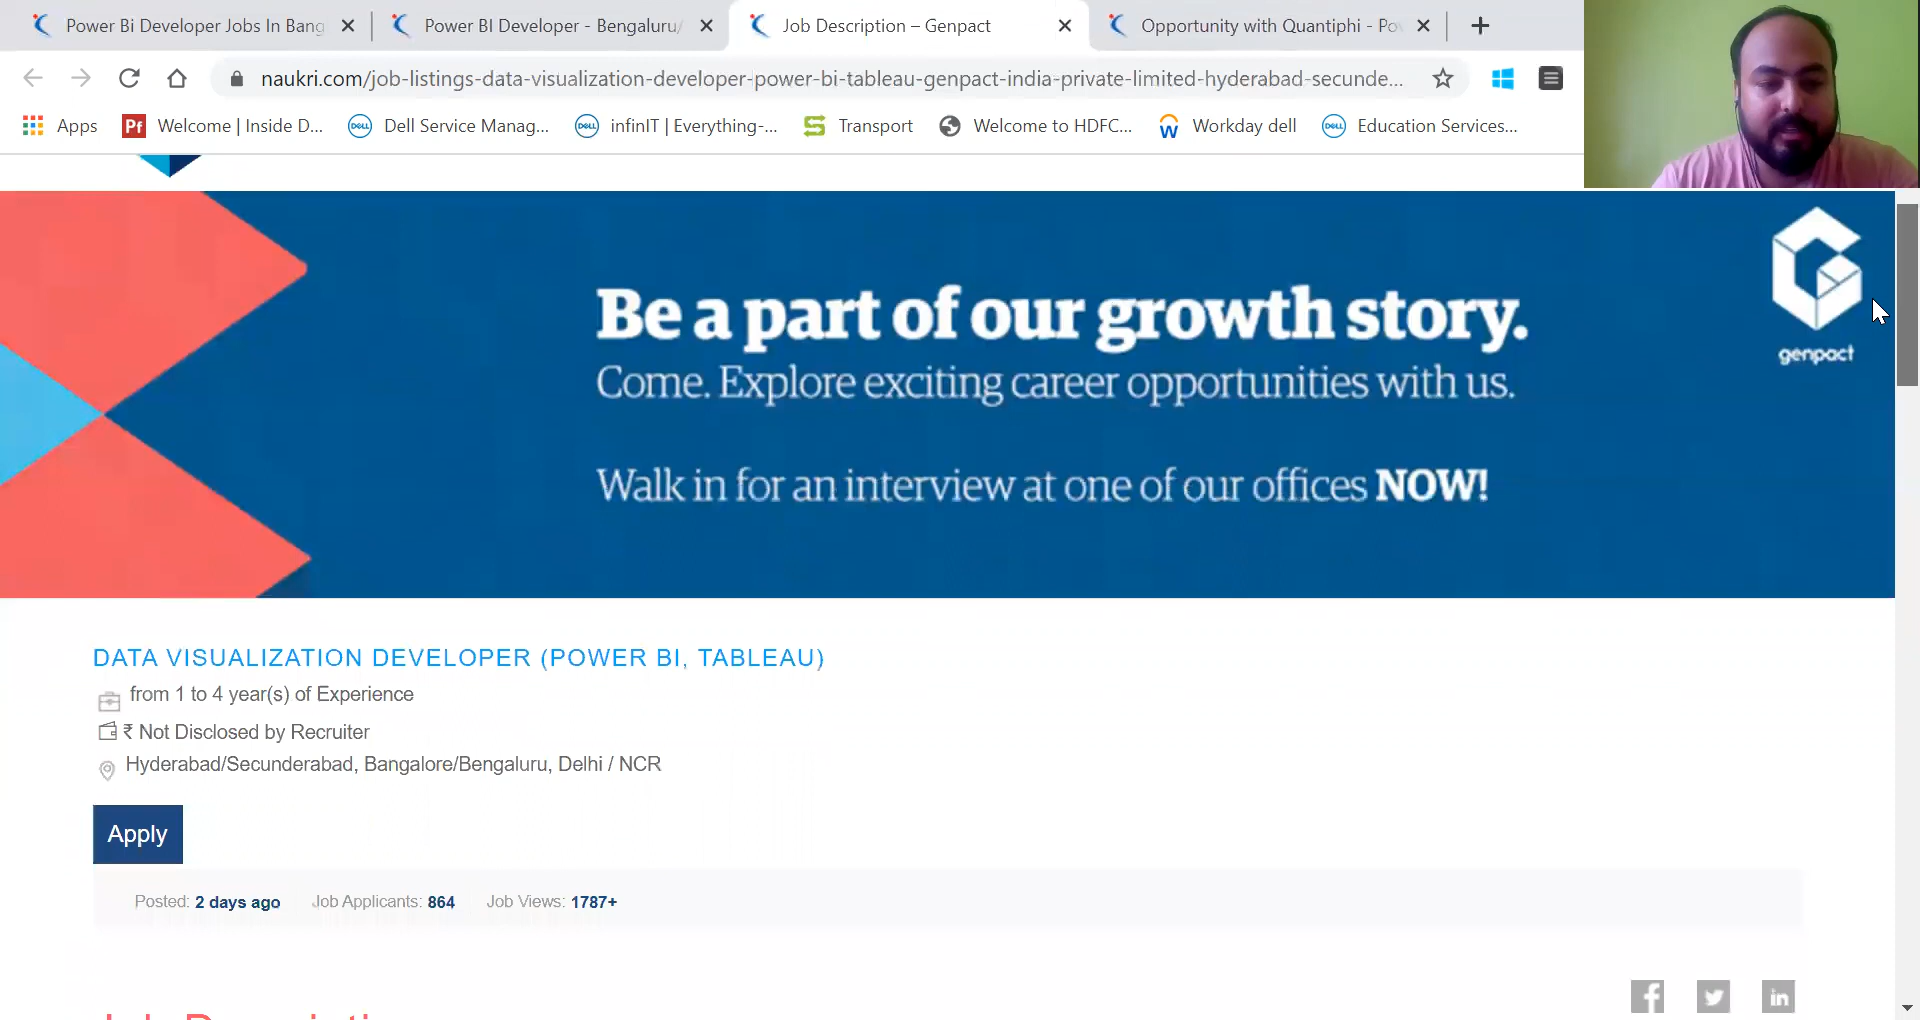 Power Bi Developer Jobs In Bang
Power BI Developer - Bengaluru/
Job Description – Genpact
Opportunity with Quantiphi - Po
naukri.com/job-listings-data-visualization-developer-power-bi-tableau-genpact-india-private-limited-hyderabad-secunde...
Apps
Pf Welcome | Inside D...
DELL Dell Service Manag...
DELL infinIT | Everything-...
Transport
Welcome to HDFC...
W Workday dell
DELL Education Services...
Be a part of our growth story.
Come. Explore exciting career opportunities with us.
Walk in for an interview at one of our offices NOW!
genpact
DATA VISUALIZATION DEVELOPER (POWER BI, TABLEAU)
from 1 to 4 year(s) of Experience
₹ Not Disclosed by Recruiter
Hyderabad/Secunderabad, Bangalore/Bengaluru, Delhi / NCR
Apply
Posted: 2 days ago Job Applicants: 864 Job Views: 1787+
f in